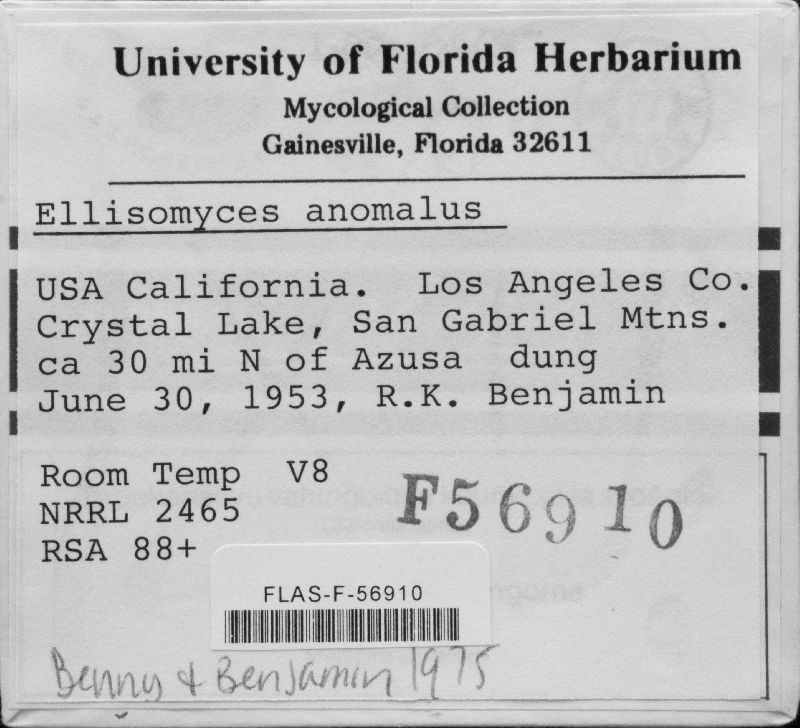 University of Florida Herbarium
Mycological Collection
Gainesville, Florida 32611
Ellisomyces anomalus
USA California. Los Angeles Co.
Crystal Lake, San Gabriel Mtns.
ca 30 mi N of Azusa dung
June 30, 1953, R.K. Benjamin
Room Temp V8
NRRL 2465
RSA 88+
F56910
FLAS-F-56910
Benny & Benjamin 1975